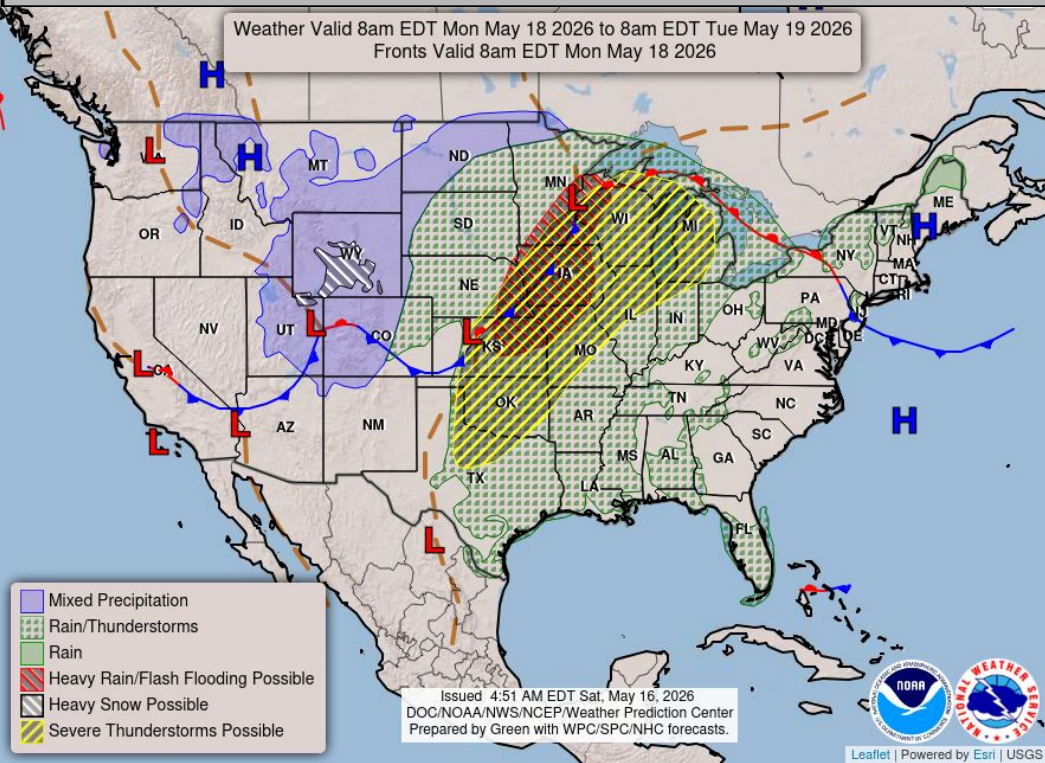 Weather Valid 8am EDT Mon May 18 2026 to 8am EDT Tue May 19 2026
Fronts Valid 8am EDT Mon May 18 2026
H
H
L
WA
H
MT
ND
MN
L
OR
ID
SD
WI
MI
ME
H
VT
NH
NY
MA
CT
RI
WY
NE
IA
PA
NJ
OH
IN
IL
MD
DE
DC
WV
NV
UT
L
CO
L
KS
MO
KY
VA
L
CA
L
L
AZ
NM
OK
AR
TN
NC
SC
H
MS
AL
GA
TX
LA
FL
L
Mixed Precipitation
Rain/Thunderstorms
Rain
Heavy Rain/Flash Flooding Possible
Heavy Snow Possible
Severe Thunderstorms Possible
Issued 4:51 AM EDT Sat, May 16, 2026
DOC/NOAA/NWS/NCEP/Weather Prediction Center
Prepared by Green with WPC/SPC/NHC forecasts.
NOAA
NATIONAL WEATHER SERVICE
Leaflet | Powered by Esri | USGS